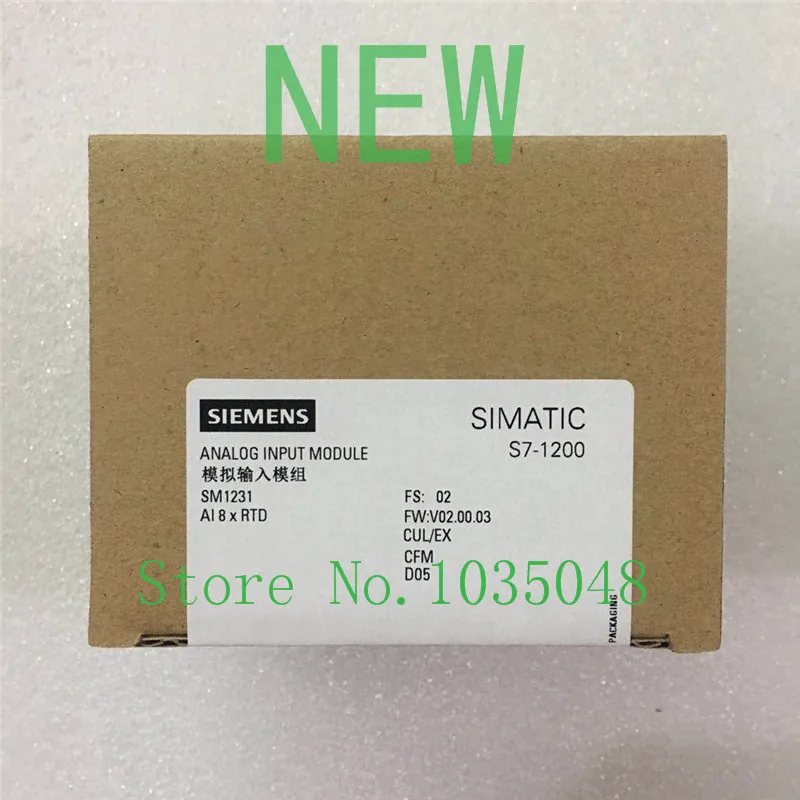 NEW
SIEMENS
SIMATIC
S7-1200
ANALOG INPUT MODULE
模拟输入模组
SM1231
AI 8 x RTD
FS: 02
FW:V02.00.03
CUL/EX
CFM
D05
Store No.1035048
PACKAGING